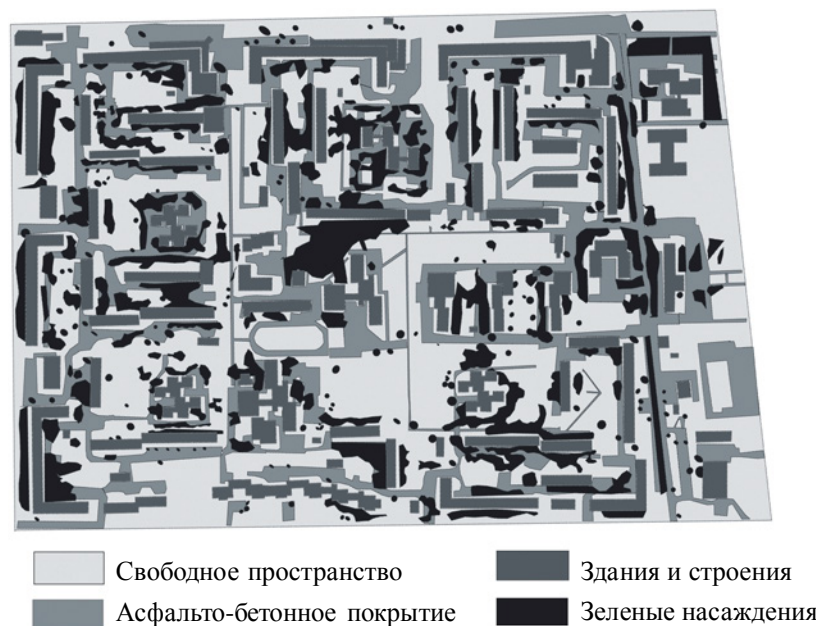 Свободное пространство
Здания и строения
Асфальто-бетонное покрытие
Зеленые насаждения